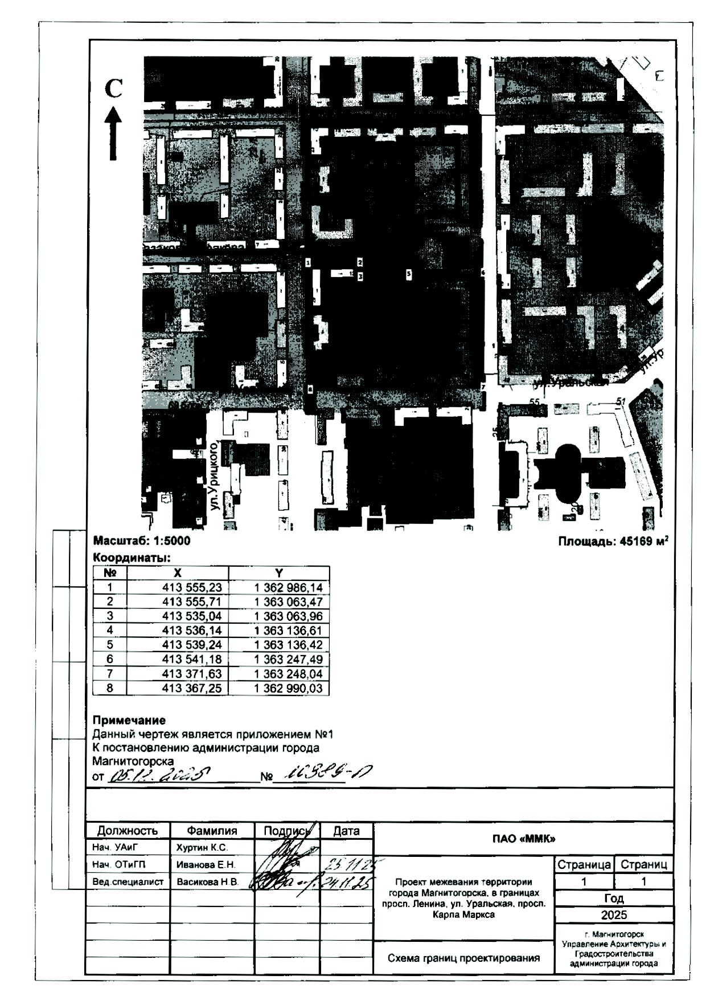 С
1
2
3
5
6
7
8
ул.Уральская
ул.Ур
55
51
ул.Урицкого
Масштаб: 1:5000
Площадь: 45169 м²
Координаты:
№ X Y
1 413 555,23 1 362 986,14
2 413 555,71 1 363 063,47
3 413 535,04 1 363 063,96
4 413 536,14 1 363 136,61
5 413 539,24 1 363 136,42
6 413 541,18 1 363 247,49
7 413 371,63 1 363 248,04
8 413 367,25 1 362 990,03
Примечание
Данный чертеж является приложением №1
К постановлению администрации города
Магнитогорска
от 05.12.2025 №
Должность Фамилия Подпись Дата
Нач. УАиГ Хуртин К.С.
Нач. ОТиГП Иванова Е.Н. 25.11.25
Вед.специалист Васикова Н.В. 24.11.25
ПАО «ММК»
Проект межевания территории
города Магнитогорска, в границах
просп. Ленина, ул. Уральская, просп.
Карла Маркса
Схема границ проектирования
Страница Страниц
1 1
Год
2025
г. Магнитогорск
Управление Архитектуры и
Градостроительства
администрации города